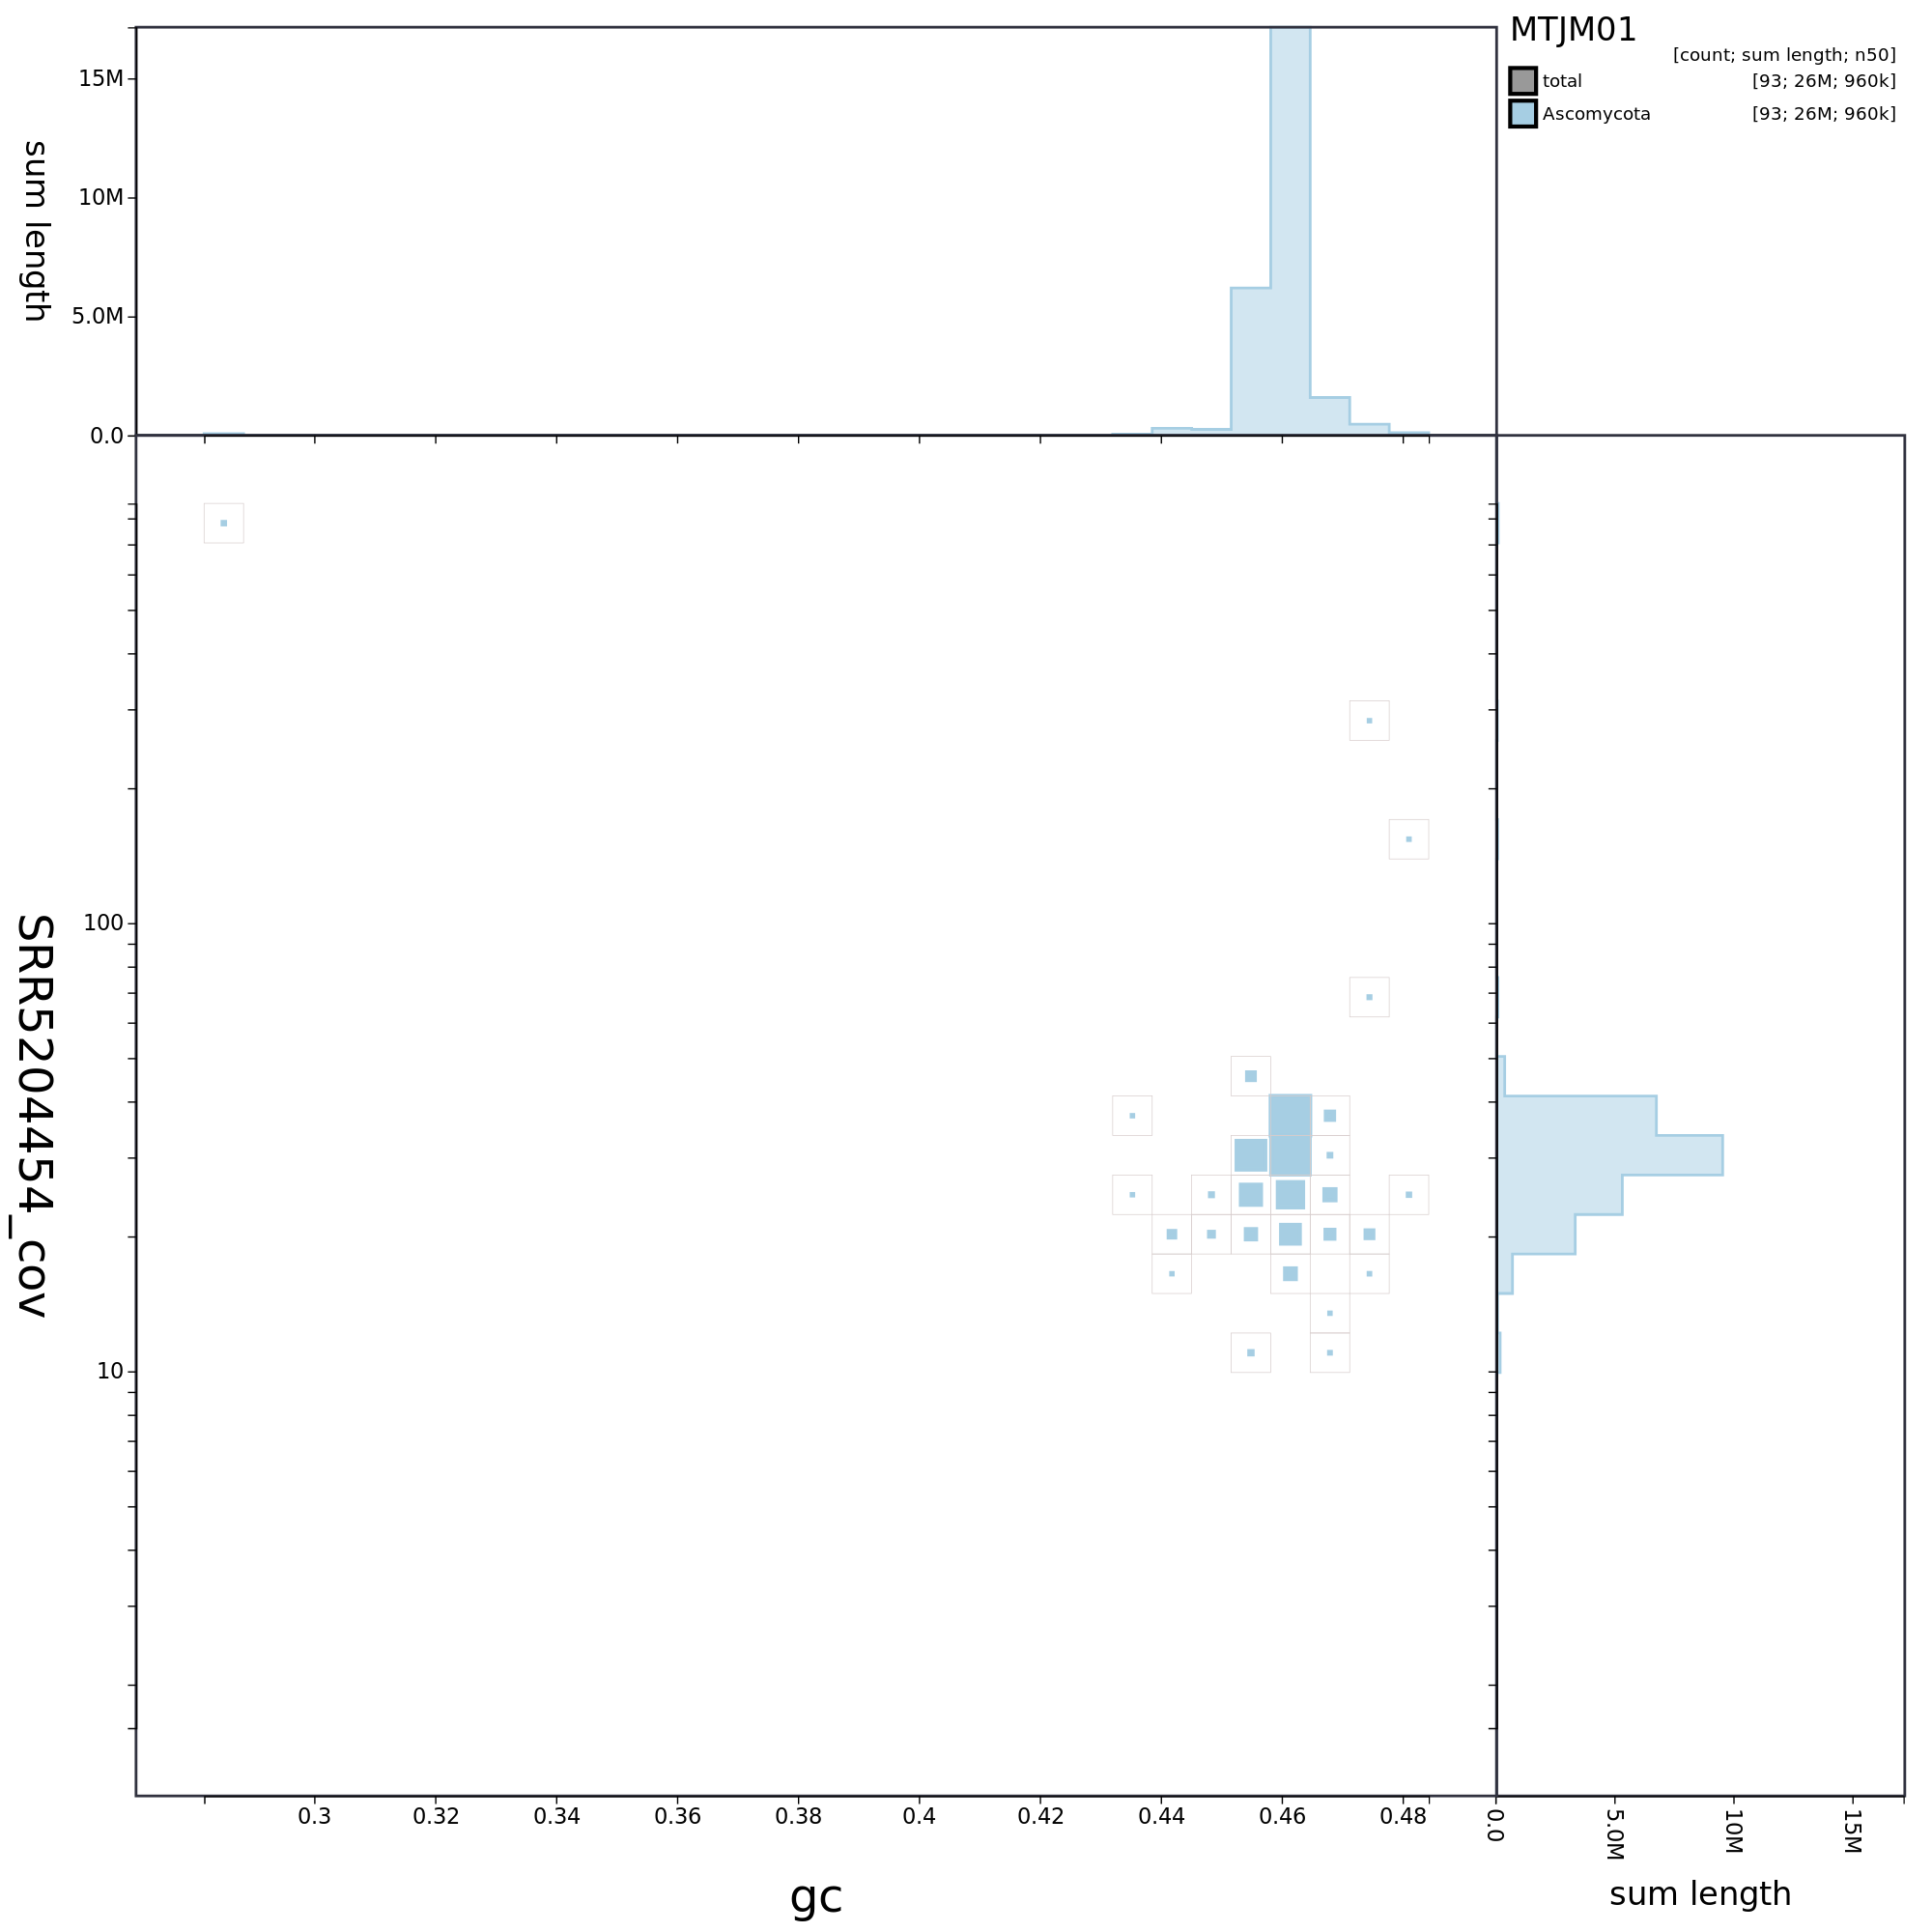 MTJM01
[count; sum length; n50]
total [93; 26M; 960k]
Ascomycota [93; 26M; 960k]
sum length
15M
10M
5.0M
0.0
SRR5204454_cov
100
10
0.3 0.32 0.34 0.36 0.38 0.4 0.42 0.44 0.46 0.48
gc
0.0 5.0M 10M 15M
sum length